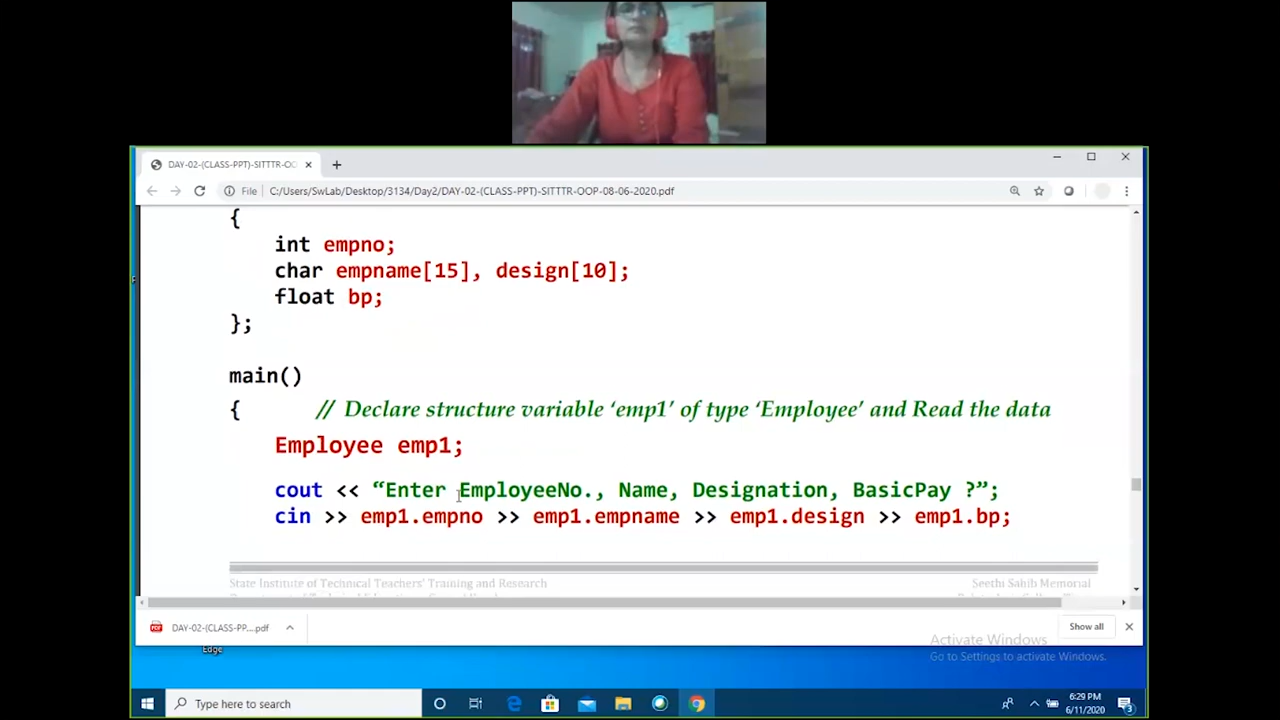 DAY-02-(CLASS-PPT)-SITTTR-OO
File C:/Users/SwLab/Desktop/3134/Day2/DAY-02-(CLASS-PPT)-SITTTR-OOP-08-06-2020.pdf
{
int empno;
char empname[15], design[10];
float bp;
};
main()
{ // Declare structure variable ‘emp1’ of type ‘Employee’ and Read the data
Employee emp1;
cout << “Enter EmployeeNo., Name, Designation, BasicPay ?”;
cin >> emp1.empno >> emp1.empname >> emp1.design >> emp1.bp;
State Institute of Technical Teachers' Training and Research Seethi Sahib Memorial
DAY-02-(CLASS-PP....pdf Show all
Activate Windows
Go to Settings to activate Windows.
Edge
Type here to search
6:29 PM
6/11/2020
3